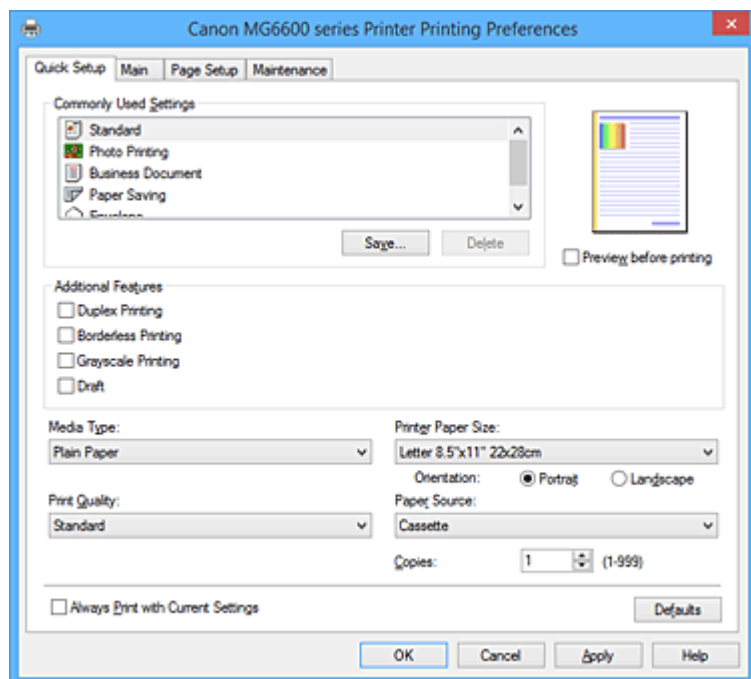 Canon MG6600 series Printer Printing Preferences
Quick Setup Main Page Setup Maintenance
Commonly Used Settings
Standard
Photo Printing
Business Document
Paper Saving
Envelope
Save... Delete
Preview before printing
Additional Features
Duplex Printing
Borderless Printing
Grayscale Printing
Draft
Media Type:
Plain Paper
Printer Paper Size:
Letter 8.5"x11" 22x28cm
Orientation: Portrait Landscape
Print Quality:
Standard
Paper Source:
Cassette
Copies: 1 (1-999)
Always Print with Current Settings
Defaults
OK Cancel Apply Help